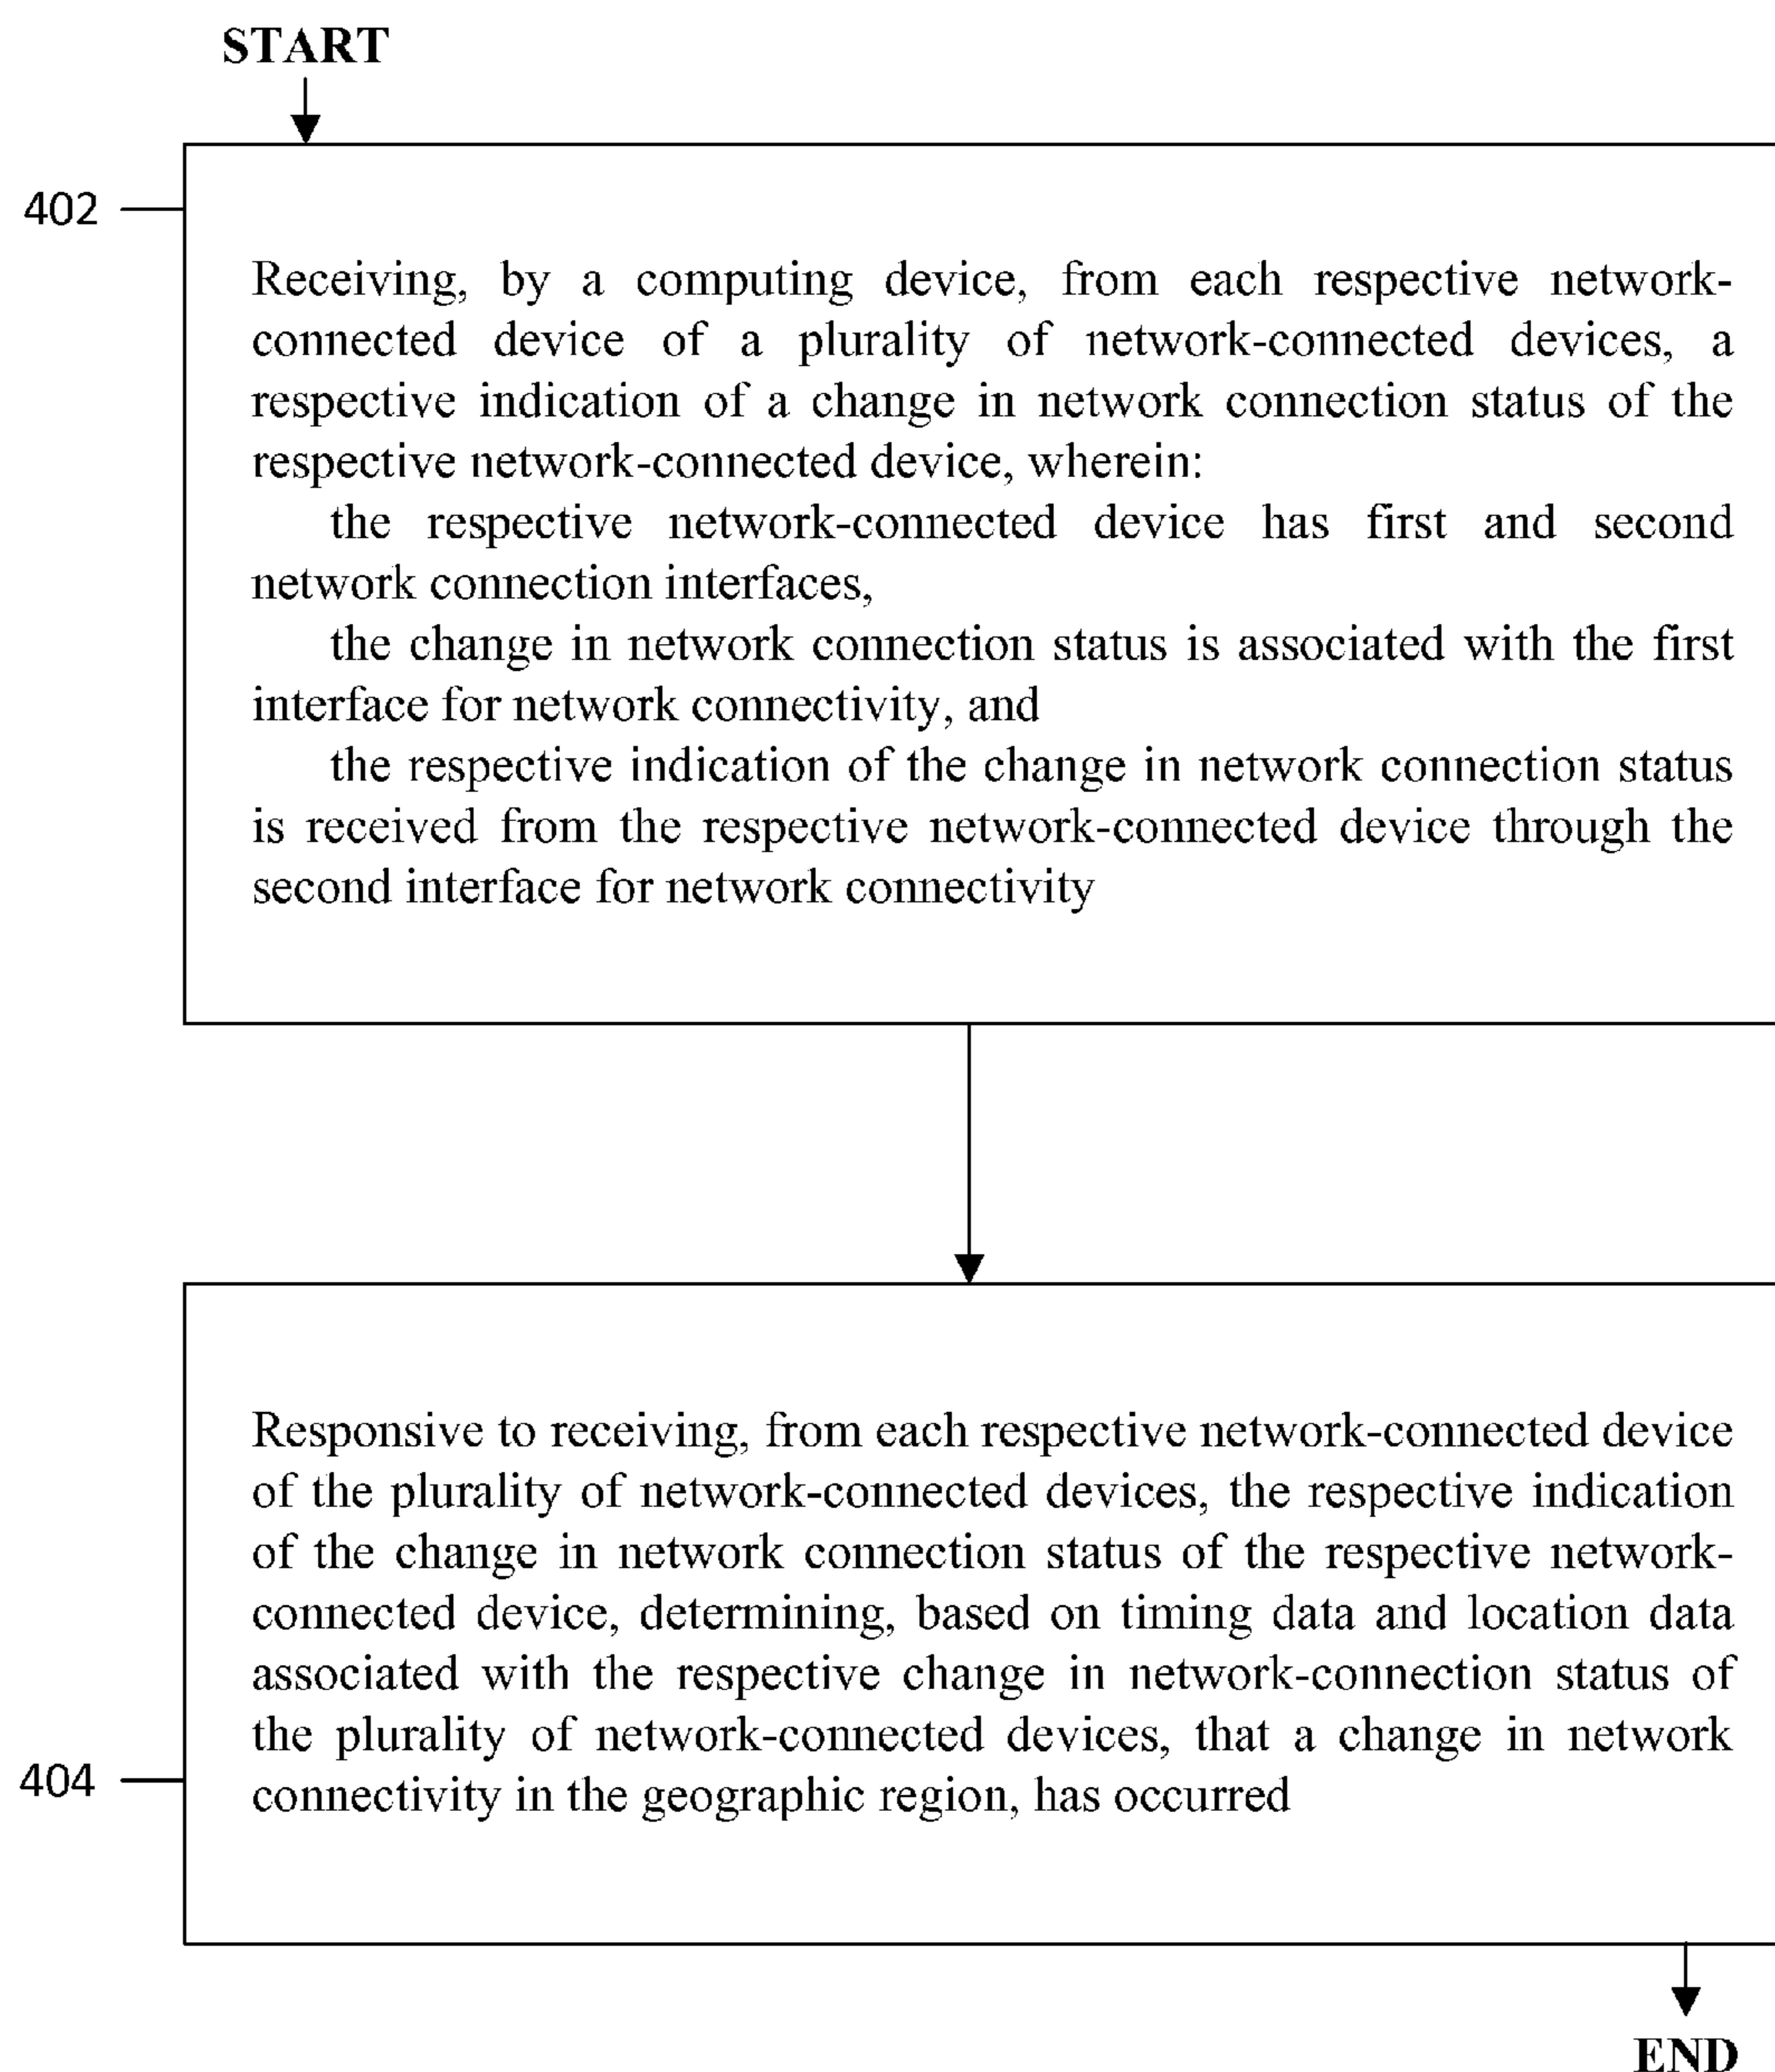 START
402
Receiving, by a computing device, from each respective network-
connected device of a plurality of network-connected devices, a
respective indication of a change in network connection status of the
respective network-connected device, wherein:
the respective network-connected device has first and second
network connection interfaces,
the change in network connection status is associated with the first
interface for network connectivity, and
the respective indication of the change in network connection status
is received from the respective network-connected device through the
second interface for network connectivity
Responsive to receiving, from each respective network-connected device
of the plurality of network-connected devices, the respective indication
of the change in network connection status of the respective network-
connected device, determining, based on timing data and location data
associated with the respective change in network-connection status of
the plurality of network-connected devices, that a change in network
404
connectivity in the geographic region, has occurred
END